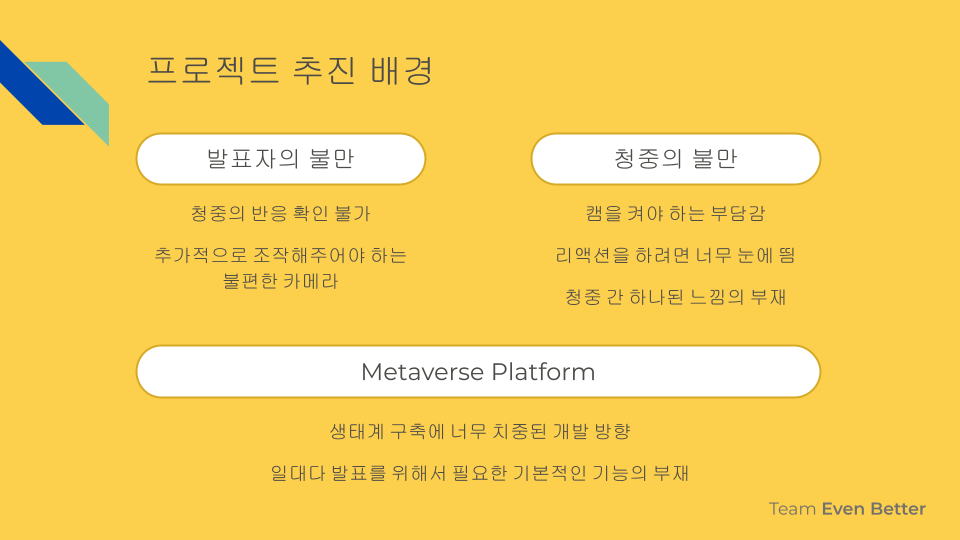 프로젝트 추진 배경
발표자의 불만
청중의 반응 확인 불가
추가적으로 조작해주어야 하는
불편한 카메라
청중의 불만
캠을 켜야 하는 부담감
리액션을 하려면 너무 눈에 띔
청중 간 하나된 느낌의 부재
Metaverse Platform
생태계 구축에 너무 치중된 개발 방향
일대다 발표를 위해서 필요한 기본적인 기능의 부재
Team Even Better